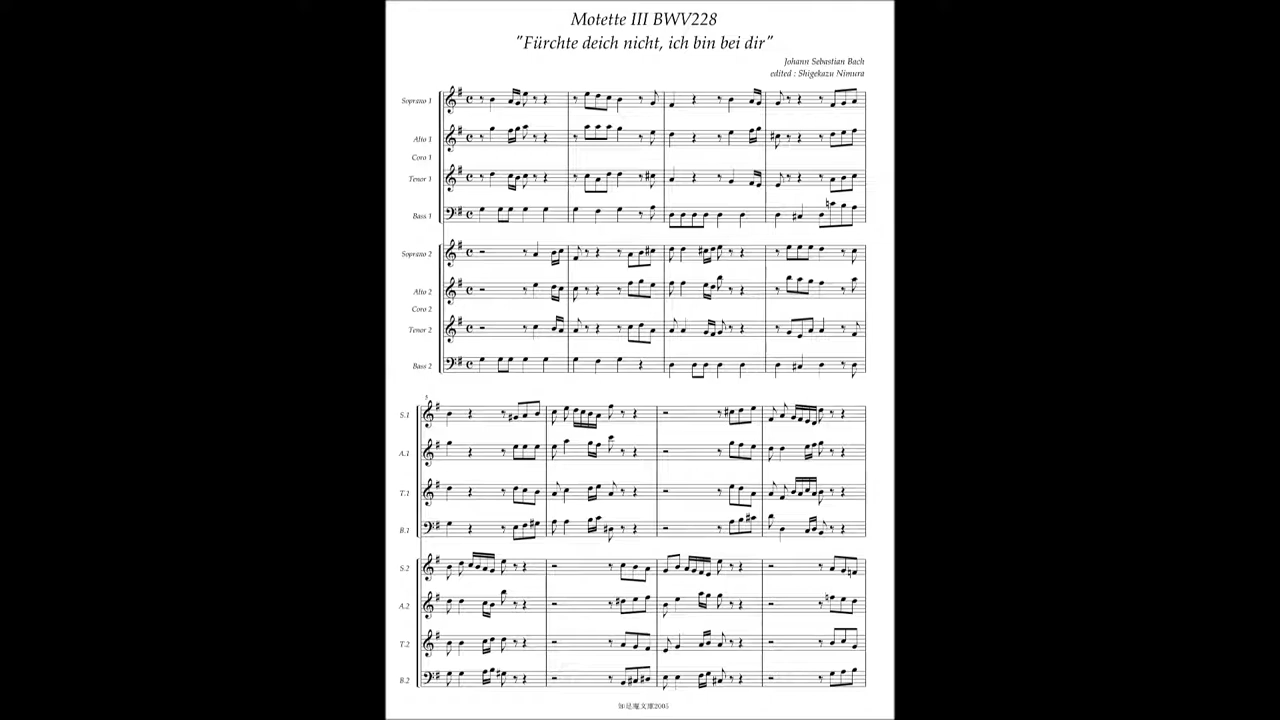 Motette III BWV228
"Fürchte deich nicht, ich bin bei dir"
Johann Sebastian Bach
edited : Shigekazu Nimura
Soprano 1
Alto 1
Coro 1
Tenor 1
Bass 1
Soprano 2
Alto 2
Coro 2
Tenor 2
Bass 2
5
S.1
A.1
T.1
B.1
S.2
A.2
T.2
B.2